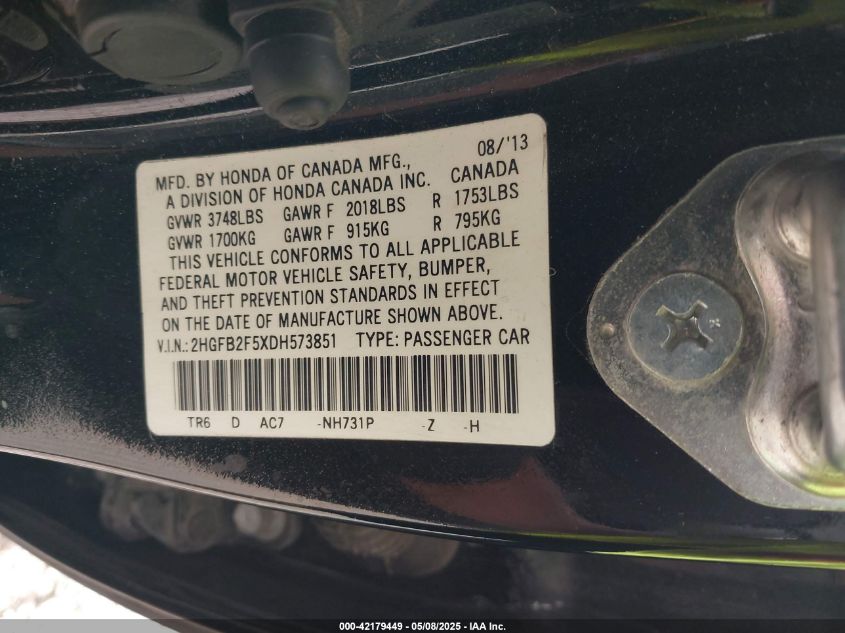 08/'13
MFD. BY HONDA OF CANADA MFG.,
A DIVISION OF HONDA CANADA INC. CANADA
GVWR 3748LBS GAWR F 2018LBS R 1753LBS
GVWR 1700KG GAWR F 915KG R 795KG
THIS VEHICLE CONFORMS TO ALL APPLICABLE
FEDERAL MOTOR VEHICLE SAFETY, BUMPER,
AND THEFT PREVENTION STANDARDS IN EFFECT
ON THE DATE OF MANUFACTURE SHOWN ABOVE.
V.I.N.:2HGFB2F5XDH573851 TYPE: PASSENGER CAR
TR6 D AC7 -NH731P -Z -H
000-42179449 - 05/08/2025 - IAA Inc.